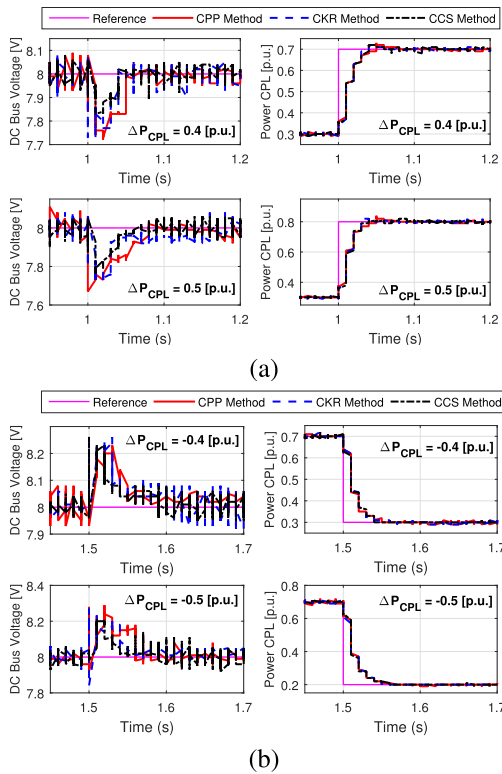 Reference CPP Method CKR Method CCS Method
DC Bus Voltage [V]
8.1
8
7.9
7.8
7.7
ΔP_CPL = 0.4 [p.u.]
1 1.1 1.2
Time (s)
Power CPL [p.u.]
0.7
0.6
0.5
0.4
0.3
ΔP_CPL = 0.4 [p.u.]
1 1.1 1.2
Time (s)
DC Bus Voltage [V]
8
7.8
7.6
ΔP_CPL = 0.5 [p.u.]
1 1.1 1.2
Time (s)
Power CPL [p.u.]
0.8
0.6
0.4
ΔP_CPL = 0.5 [p.u.]
1 1.1 1.2
Time (s)
(a)
Reference CPP Method CKR Method CCS Method
DC Bus Voltage [V]
8.2
8.1
8
7.9
ΔP_CPL = -0.4 [p.u.]
1.5 1.6 1.7
Time (s)
Power CPL [p.u.]
0.7
0.6
0.5
0.4
0.3
ΔP_CPL = -0.4 [p.u.]
1.5 1.6 1.7
Time (s)
DC Bus Voltage [V]
8.4
8.2
8
7.8
ΔP_CPL = -0.5 [p.u.]
1.5 1.6 1.7
Time (s)
Power CPL [p.u.]
0.8
0.6
0.4
0.2
ΔP_CPL = -0.5 [p.u.]
1.5 1.6 1.7
Time (s)
(b)